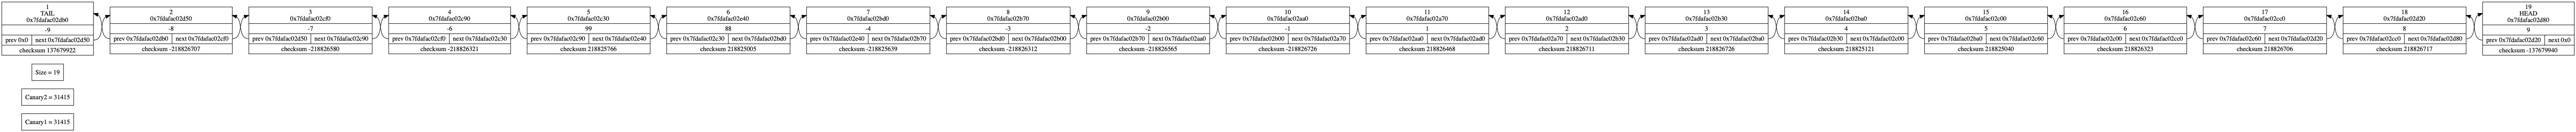 1
TAIL
0x7fdafac02db0
-9
prev 0x0 next 0x7fdafac02d50
checksum 137679922
2
0x7fdafac02d50
-8
prev 0x7fdafac02db0 next 0x7fdafac02cf0
checksum -218826707
3
0x7fdafac02cf0
-7
prev 0x7fdafac02d50 next 0x7fdafac02c90
checksum -218826580
4
0x7fdafac02c90
-6
prev 0x7fdafac02cf0 next 0x7fdafac02c30
checksum -218826321
5
0x7fdafac02c30
99
prev 0x7fdafac02c90 next 0x7fdafac02e40
checksum 218825766
6
0x7fdafac02e40
88
prev 0x7fdafac02c30 next 0x7fdafac02bd0
checksum 218825005
7
0x7fdafac02bd0
-4
prev 0x7fdafac02e40 next 0x7fdafac02b70
checksum -218825639
8
0x7fdafac02b70
-3
prev 0x7fdafac02bd0 next 0x7fdafac02b00
checksum -218826312
9
0x7fdafac02b00
-2
prev 0x7fdafac02b70 next 0x7fdafac02aa0
checksum -218826565
10
0x7fdafac02aa0
-1
prev 0x7fdafac02b00 next 0x7fdafac02a70
checksum -218826726
11
0x7fdafac02a70
1
prev 0x7fdafac02aa0 next 0x7fdafac02ad0
checksum 218826468
12
0x7fdafac02ad0
2
prev 0x7fdafac02a70 next 0x7fdafac02b30
checksum 218826711
13
0x7fdafac02b30
3
prev 0x7fdafac02ad0 next 0x7fdafac02ba0
checksum 218826726
14
0x7fdafac02ba0
4
prev 0x7fdafac02b30 next 0x7fdafac02c00
checksum 218825121
15
0x7fdafac02c00
5
prev 0x7fdafac02ba0 next 0x7fdafac02c60
checksum 218825040
16
0x7fdafac02c60
6
prev 0x7fdafac02c00 next 0x7fdafac02cc0
checksum 218826323
17
0x7fdafac02cc0
7
prev 0x7fdafac02c60 next 0x7fdafac02d20
checksum 218826706
18
0x7fdafac02d20
8
prev 0x7fdafac02cc0 next 0x7fdafac02d80
checksum 218826717
19
HEAD
0x7fdafac02d80
9
prev 0x7fdafac02d20 next 0x0
checksum -137679940
Size = 19
Canary2 = 31415
Canary1 = 31415